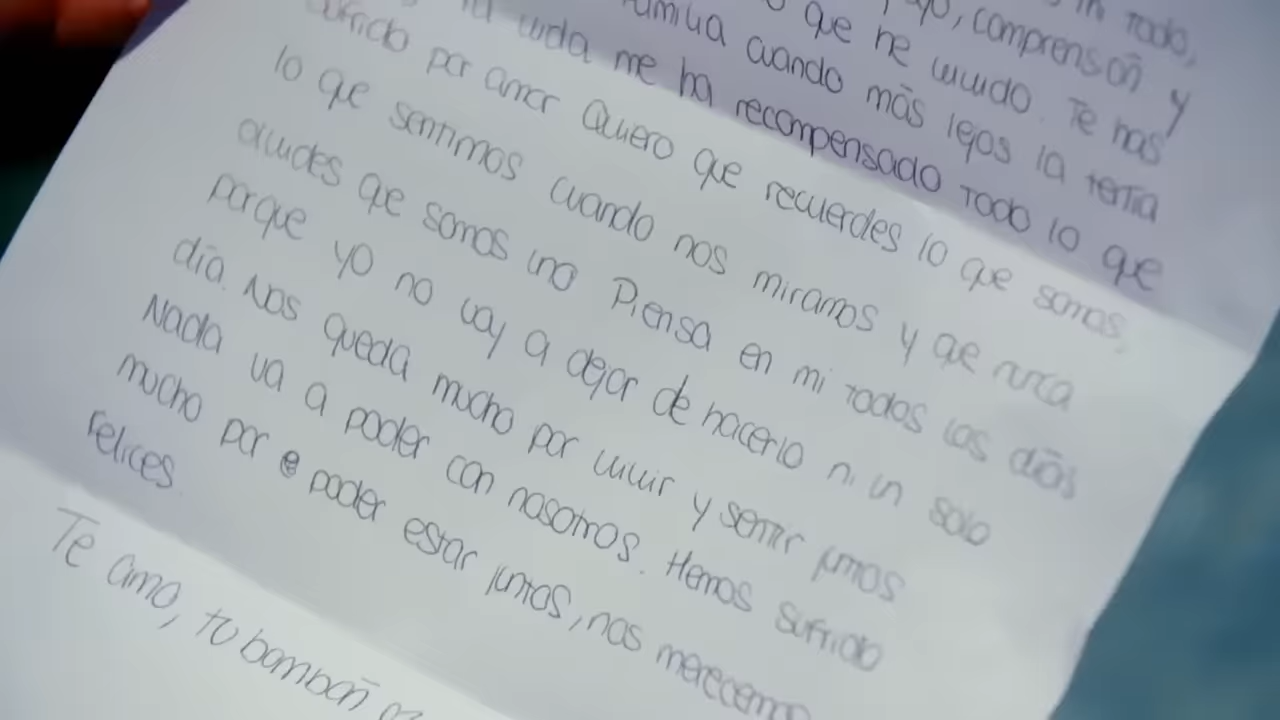 mi todo,
yo, comprensoñ y
o que he vivido. Te has
familia cuando más lejos la tenía
vida me ha recompensado todo lo que
sufrido por amor Quiero que recuerdes lo que somos,
lo que sentimos cuando nos miramos y que nunca
olvides que somos uno Piensa en mi todos los días
porque yo no voy a dejar de hacerlo ni un solo
día. Nos queda mucho por vivir y sentir juntos
Nada va a poder con nosotros. Hemos sufrido
mucho por poder estar juntos, nos merecemos
felices.
Te amo, tu bombañ